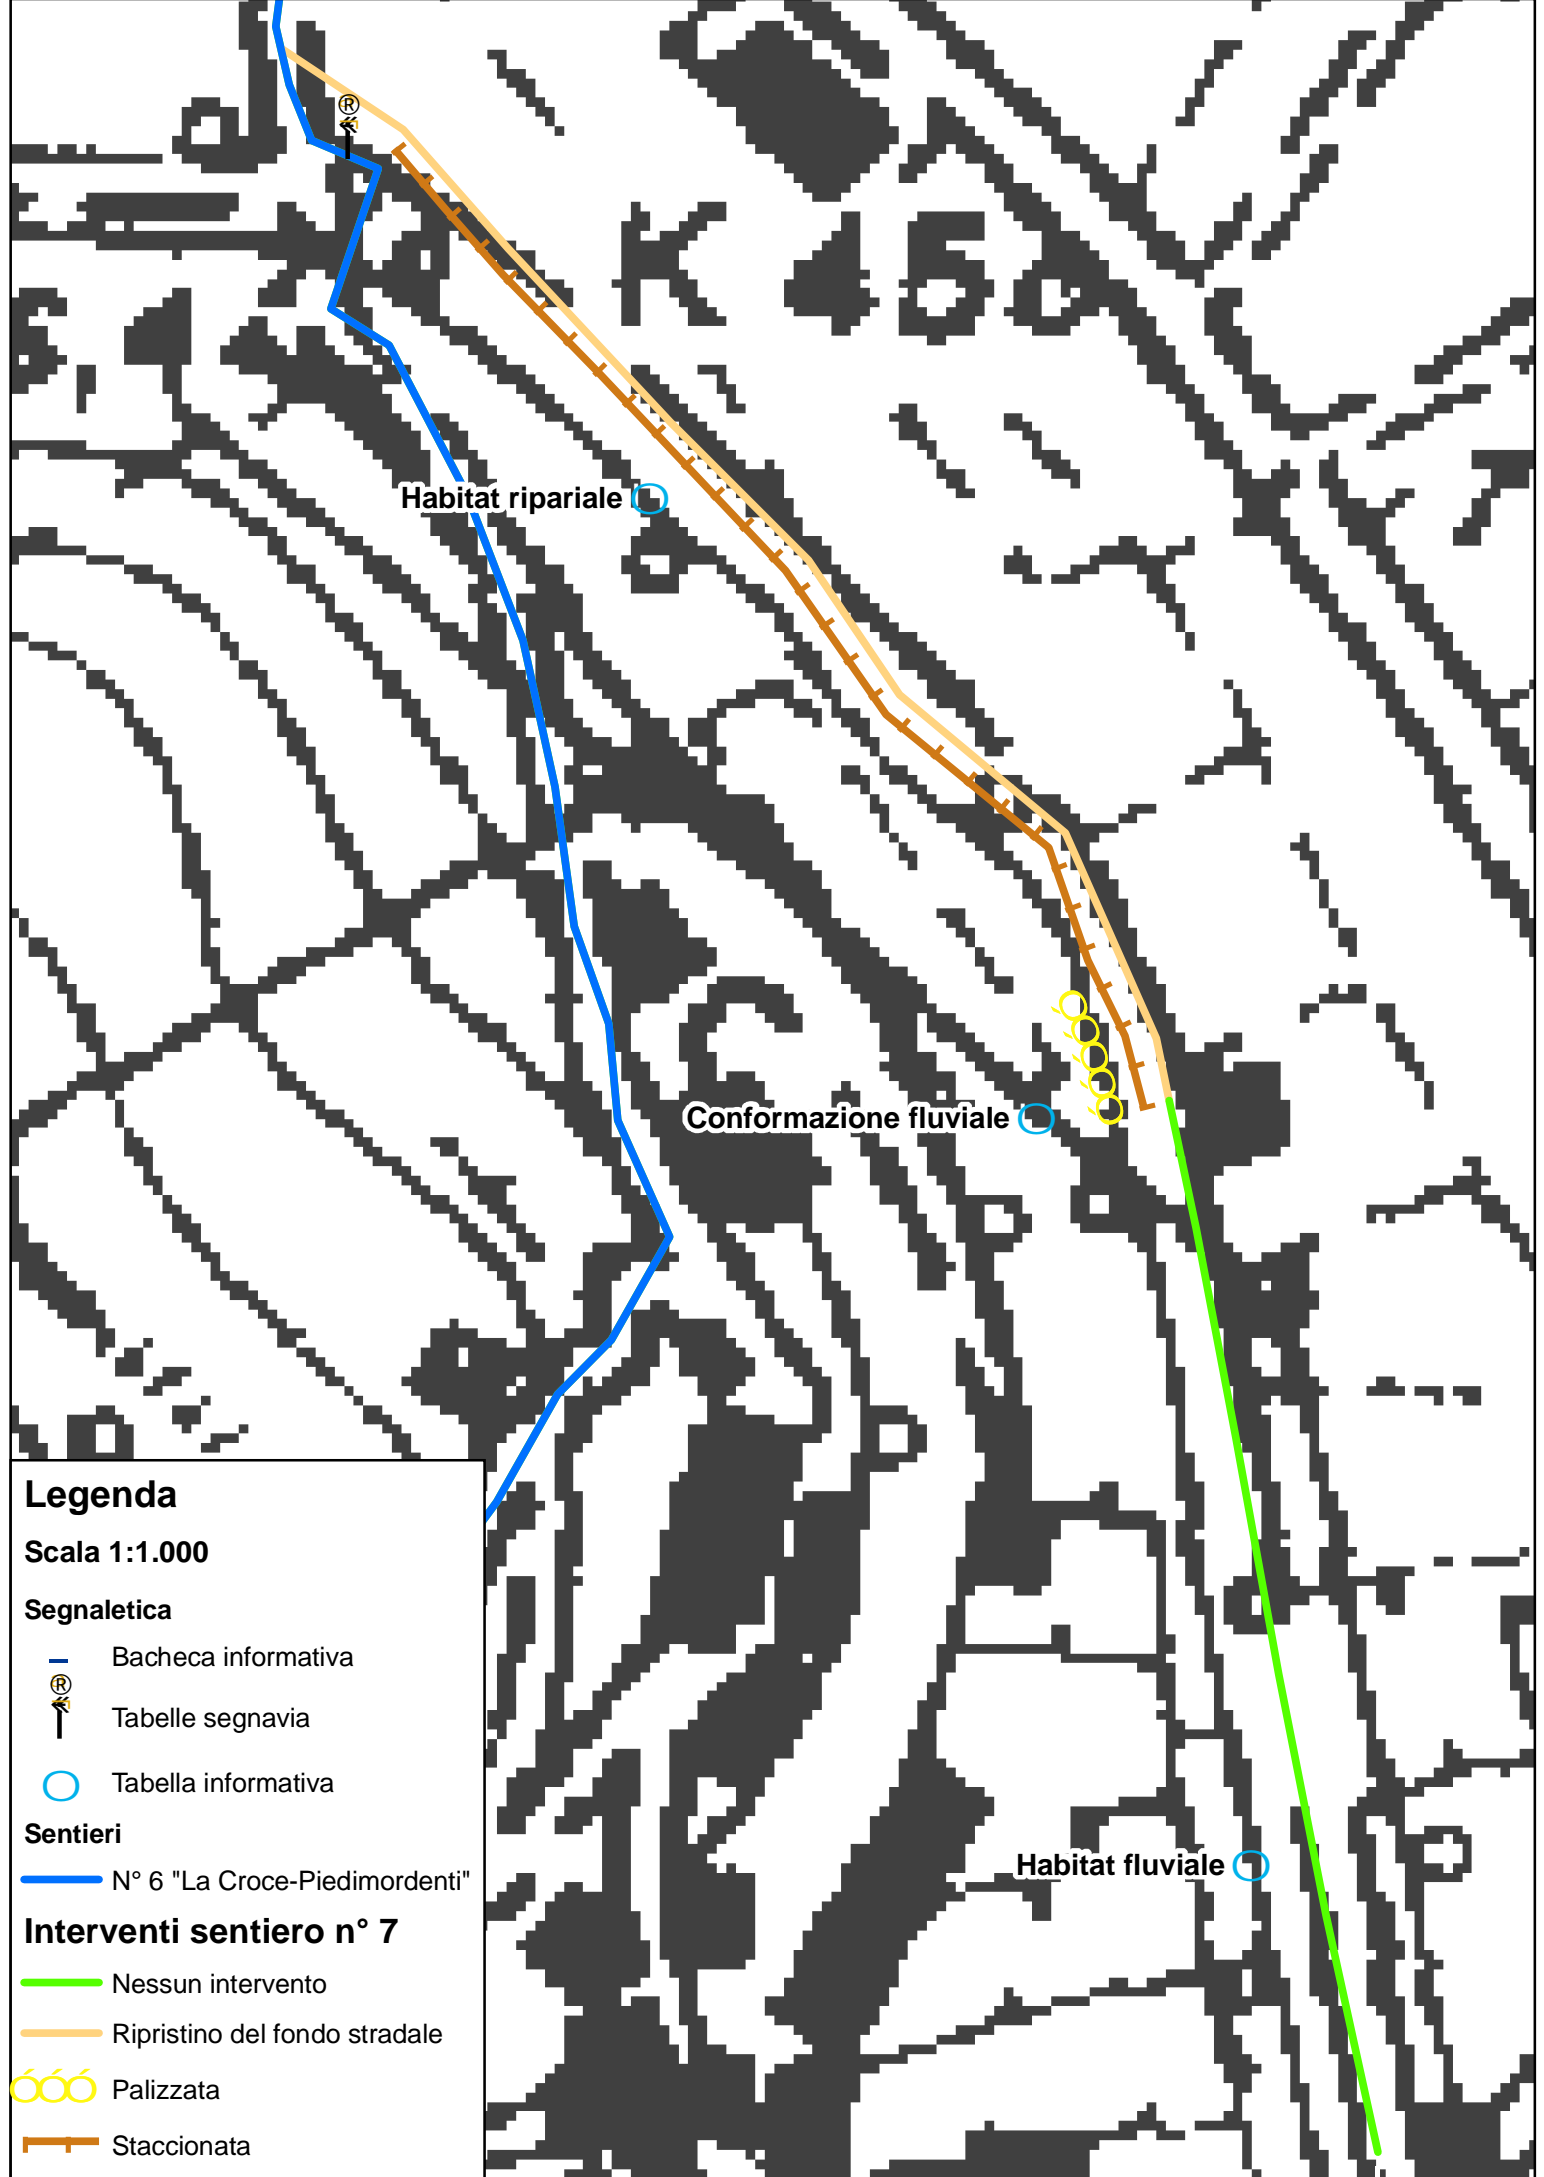 K 456
Habitat ripariale
Conformazione fluviale
Habitat fluviale
Legenda
Scala 1:1.000
Segnaletica
Bacheca informativa
®
Tabelle segnavia
Tabella informativa
Sentieri
N° 6 "La Croce-Piedimordenti"
Interventi sentiero n° 7
Nessun intervento
Ripristino del fondo stradale
Palizzata
Staccionata